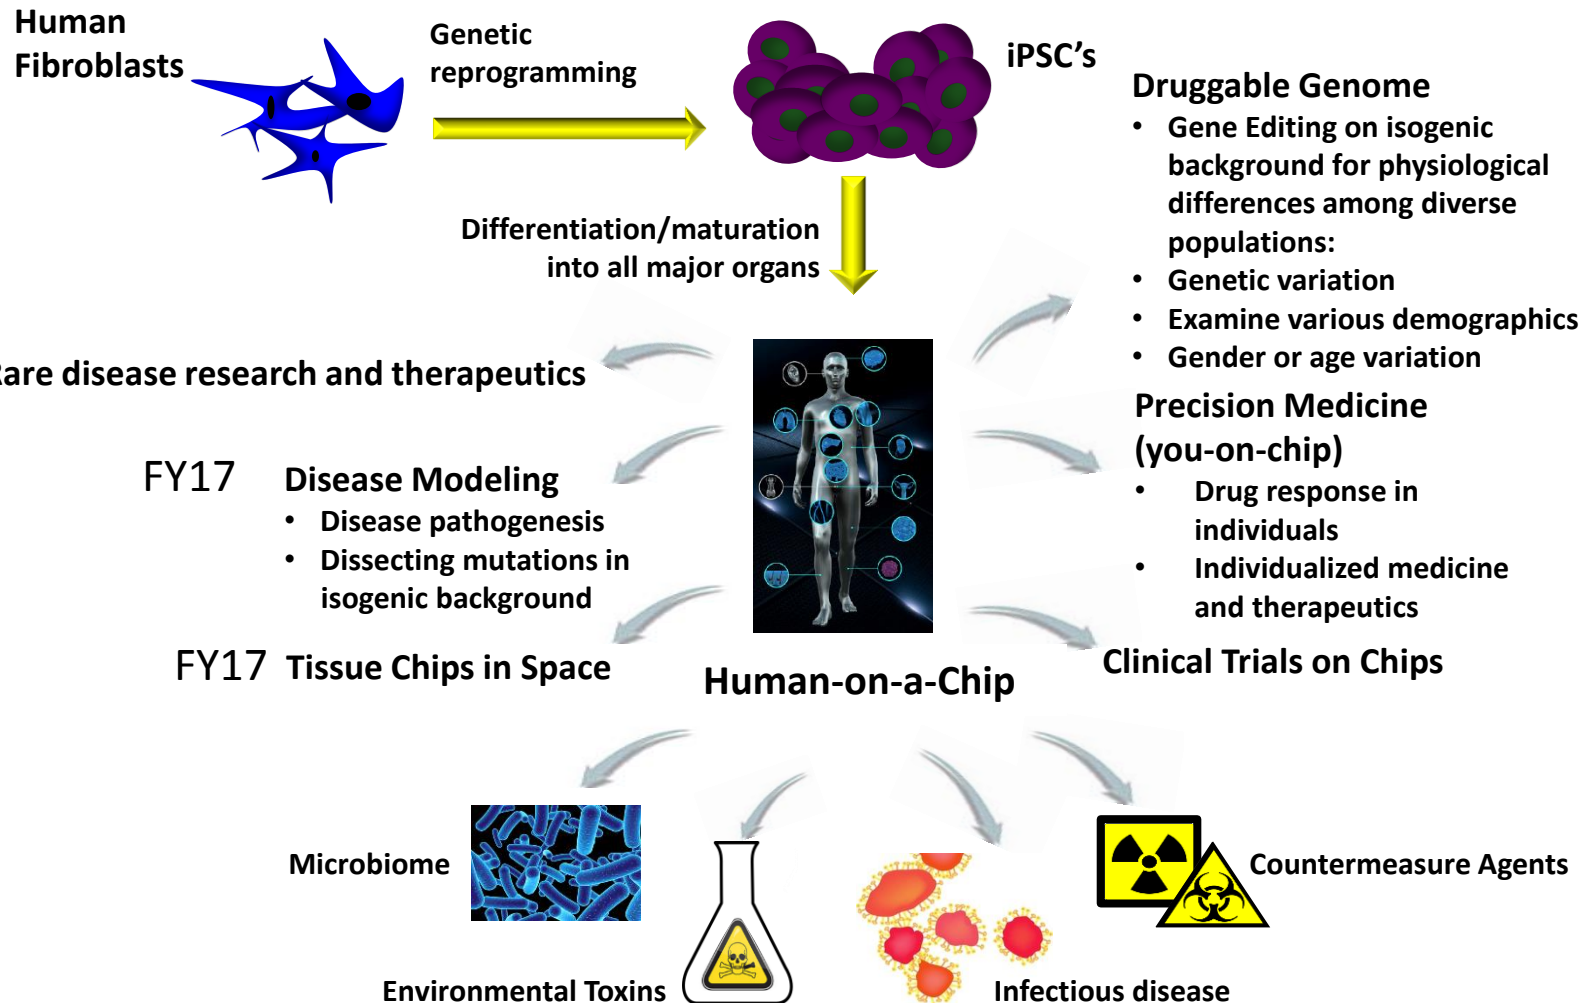 Human
Fibroblasts
Genetic
reprogramming
iPSC's
Differentiation/maturation
into all major organs
Druggable Genome
• Gene Editing on isogenic
background for physiological
differences among diverse
populations:
• Genetic variation
• Examine various demographics
• Gender or age variation
Rare disease research and therapeutics
Precision Medicine
(you-on-chip)
• Drug response in
individuals
• Individualized medicine
and therapeutics
FY17 Disease Modeling
• Disease pathogenesis
• Dissecting mutations in
isogenic background
FY17 Tissue Chips in Space
Human-on-a-Chip
Clinical Trials on Chips
Microbiome
Countermeasure Agents
Environmental Toxins
Infectious disease